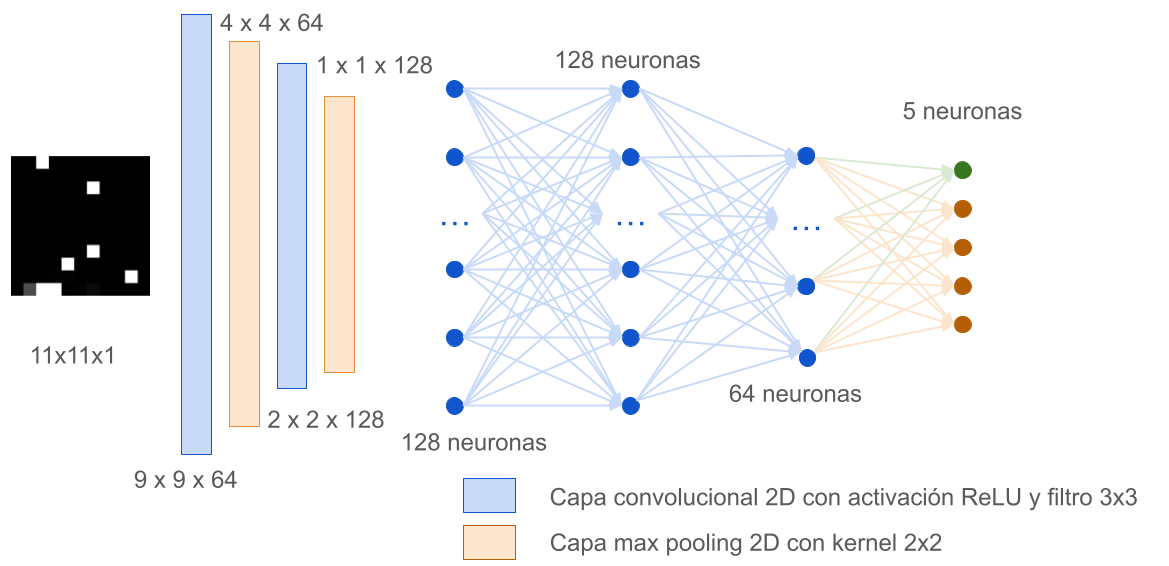 4 x 4 x 64
1 x 1 x 128
128 neuronas
5 neuronas
...
...
...
11x11x1
64 neuronas
2 x 2 x 128
128 neuronas
9 x 9 x 64
Capa convolucional 2D con activación ReLU y filtro 3x3
Capa max pooling 2D con kernel 2x2